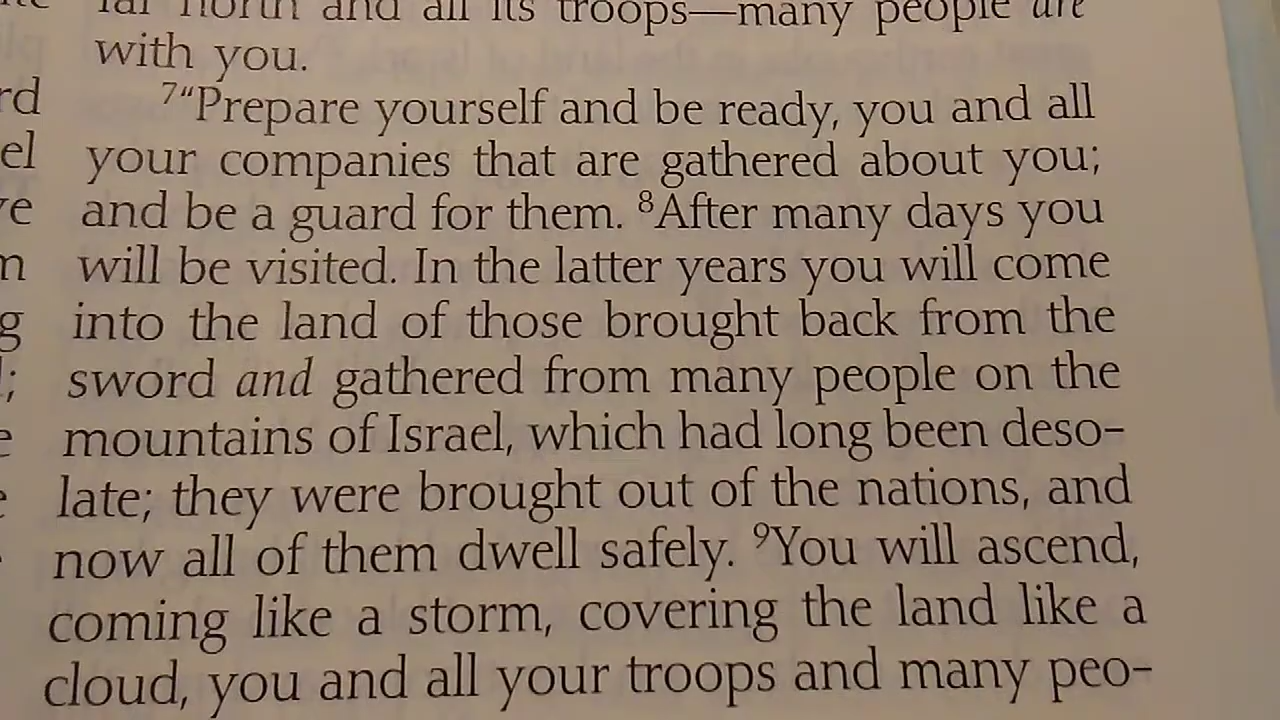 far north and all its troops—many people are
with you.
⁷“Prepare yourself and be ready, you and all
your companies that are gathered about you;
and be a guard for them. ⁸After many days you
will be visited. In the latter years you will come
into the land of those brought back from the
sword and gathered from many people on the
mountains of Israel, which had long been deso-
late; they were brought out of the nations, and
now all of them dwell safely. ⁹You will ascend,
coming like a storm, covering the land like a
cloud, you and all your troops and many peo-